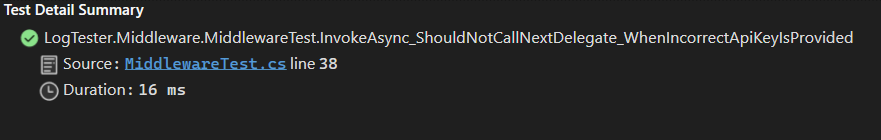 Test Detail Summary
LogTester.Middleware.MiddlewareTest.InvokeAsync_ShouldNotCallNextDelegate_WhenIncorrectApiKeyIsProvided
Source: MiddlewareTest.cs line 38
Duration: 16 ms